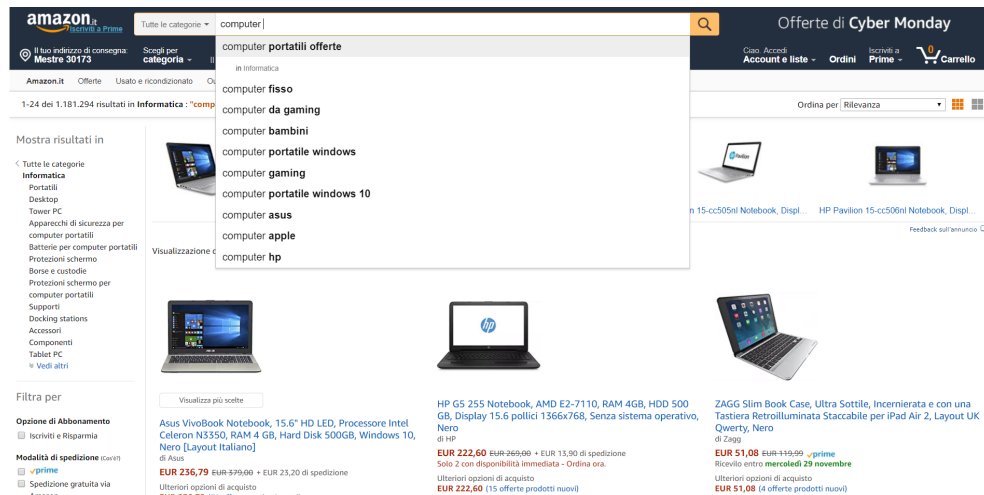 amazon.it
Iscriviti a Prime
Tutte le categorie
computer
Offerte di Cyber Monday
Il tuo indirizzo di consegna:
Mestre 30173
Scegli per
categoria
Ciao. Accedi
Account e liste
Ordini
Iscriviti a
Prime
0
Carrello
computer portatili offerte
in Informatica
computer fisso
computer da gaming
computer bambini
computer portatile windows
computer gaming
computer portatile windows 10
computer asus
computer apple
computer hp
Amazon.it Offerte Usato e ricondizionato
1-24 dei 1.181.294 risultati in Informatica : "comp
Ordina per Rilevanza
Mostra risultati in
Tutte le categorie
Informatica
Portatili
Desktop
Tower PC
Apparecchi di sicurezza per
computer portatili
Batterie per computer portatili
Protezioni schermo
Borse e custodie
Protezioni schermo per
computer portatili
Supporti
Docking stations
Accessori
Componenti
Tablet PC
Vedi altri
Filtra per
Opzione di Abbonamento
Iscriviti e Risparmia
Modalità di spedizione (Cos'è?)
prime
Spedizione gratuita via
n 15-cc505nl Notebook, Displ...
HP Pavilion 15-cc506nl Notebook, Displ...
Feedback sull'annuncio
Visualizzazione
Visualizza più scelte
Asus VivoBook Notebook, 15.6" HD LED, Processore Intel
Celeron N3350, RAM 4 GB, Hard Disk 500GB, Windows 10,
Nero [Layout Italiano]
di Asus
EUR 236,79 EUR 379,00 + EUR 23,20 di spedizione
Ulteriori opzioni di acquisto
HP G5 255 Notebook, AMD E2-7110, RAM 4GB, HDD 500
GB, Display 15.6 pollici 1366x768, Senza sistema operativo,
Nero
di HP
EUR 222,60 EUR 269,00 + EUR 13,90 di spedizione
Solo 2 con disponibilità immediata - Ordina ora.
Ulteriori opzioni di acquisto
EUR 222,60 (15 offerte prodotti nuovi)
ZAGG Slim Book Case, Ultra Sottile, Incernierata e con una
Tastiera Retroilluminata Staccabile per iPad Air 2, Layout UK
Qwerty, Nero
di Zagg
EUR 51,08 EUR 119,99 prime
Ricevilo entro mercoledì 29 novembre
Ulteriori opzioni di acquisto
EUR 51,08 (4 offerte prodotti nuovi)